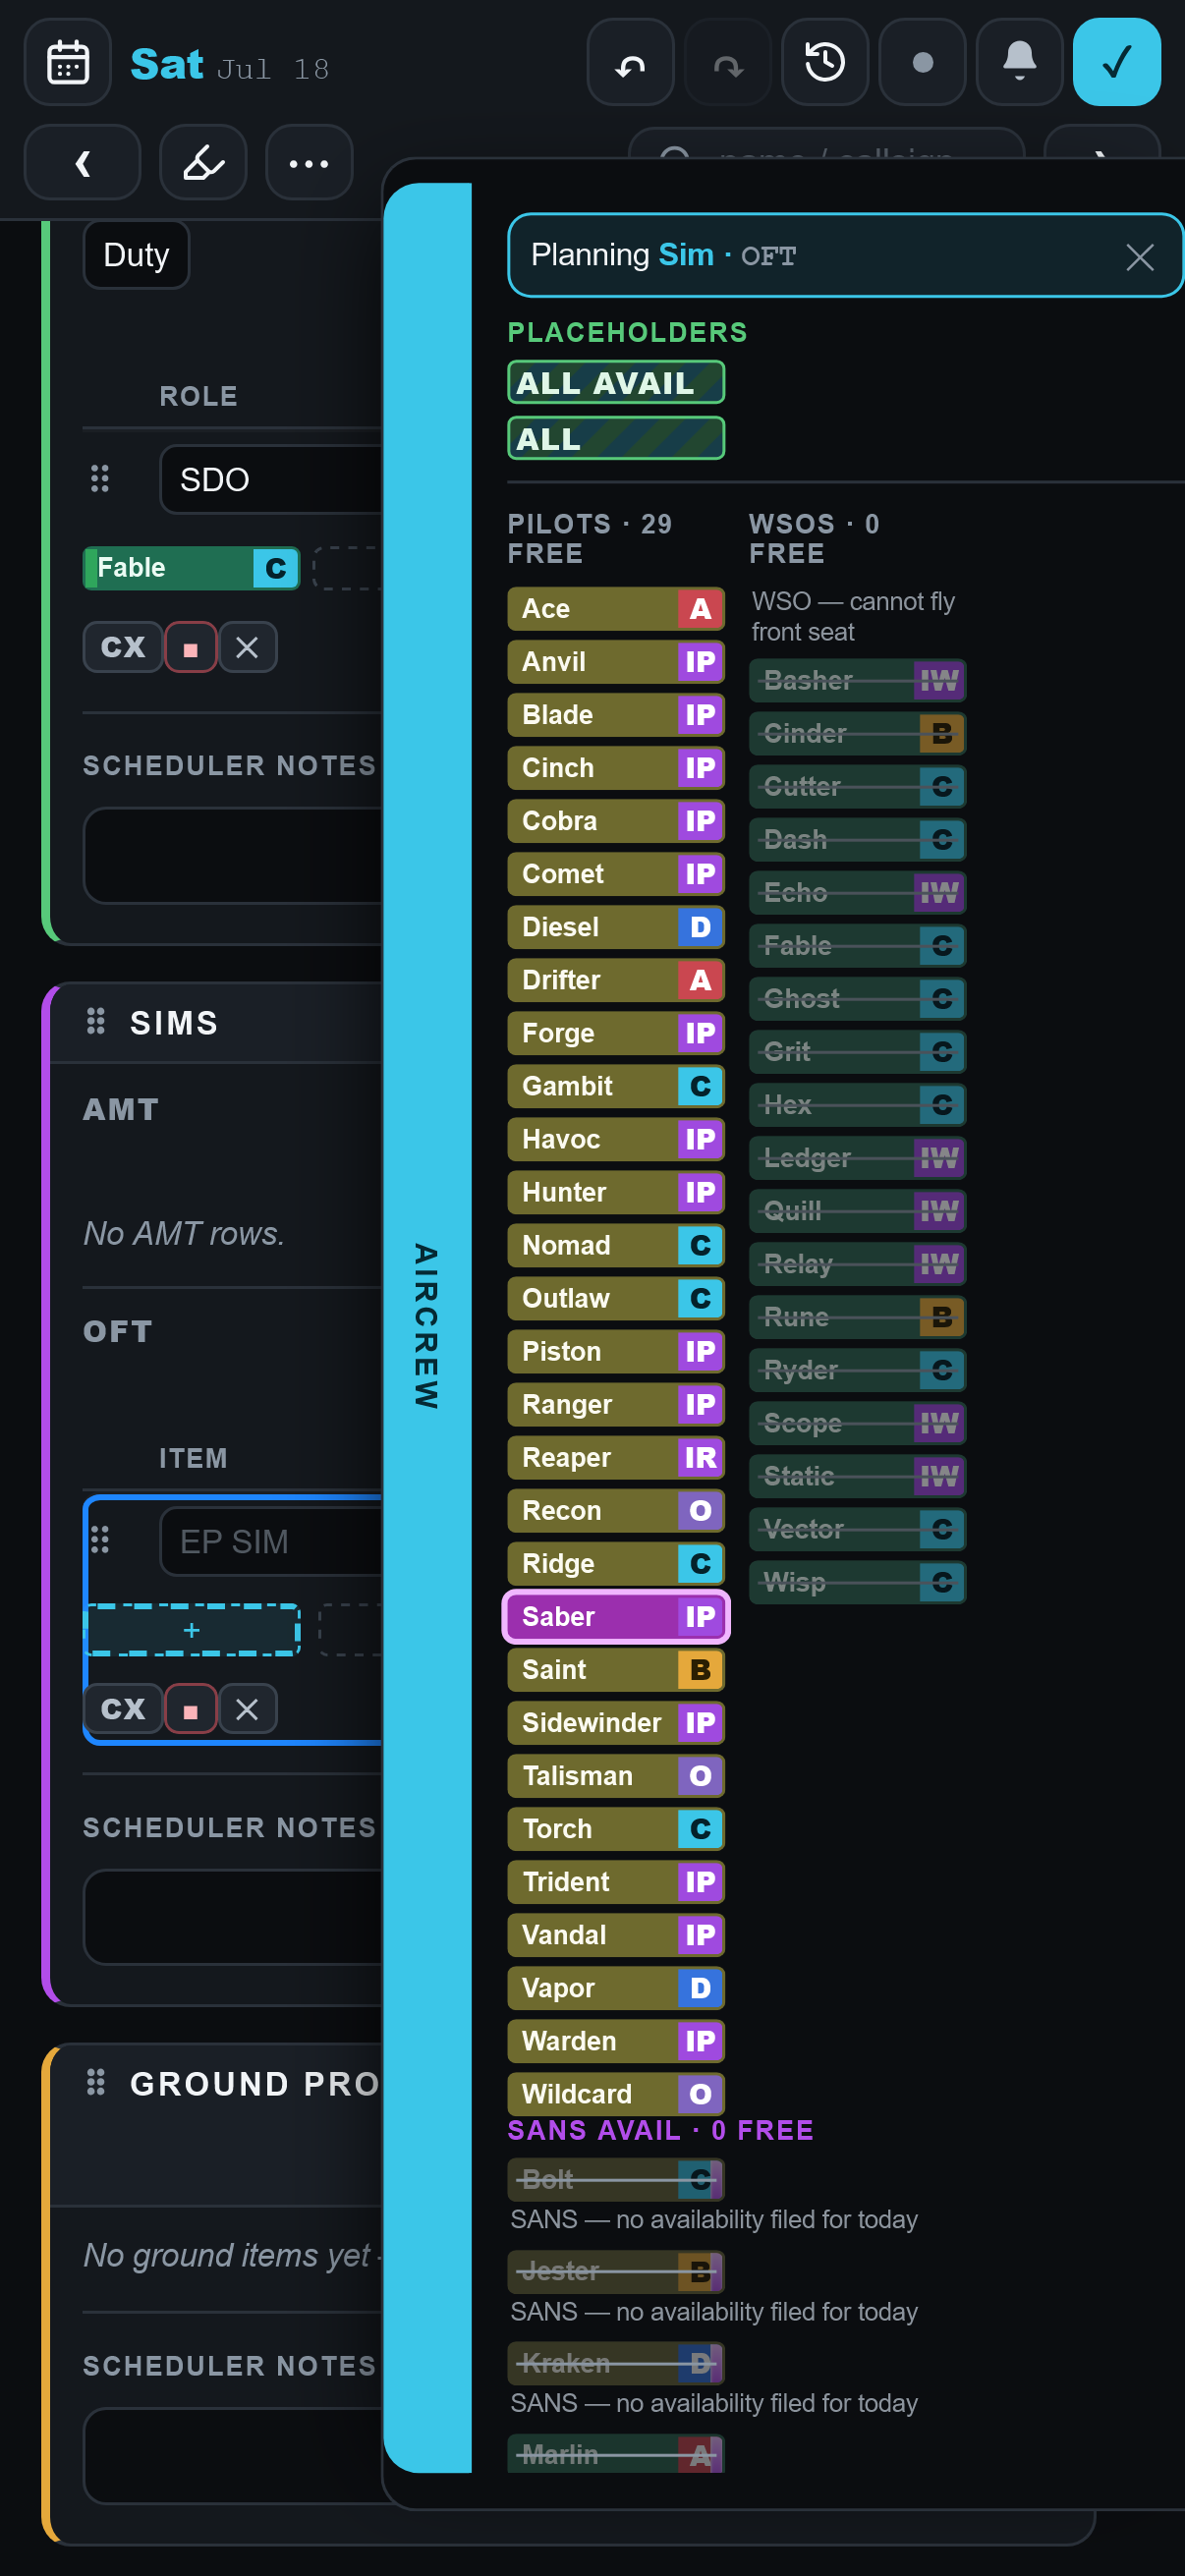 Sat Jul 18
Duty
ROLE
SDO
Fable C
CX
SCHEDULER NOTES
SIMS
AMT
No AMT rows.
OFT
ITEM
EP SIM
+
CX
SCHEDULER NOTES
GROUND PRO
No ground items yet
SCHEDULER NOTES
AIRCREW
Planning Sim · OFT
PLACEHOLDERS
ALL AVAIL
ALL
PILOTS · 29
FREE
Ace A
Anvil IP
Blade IP
Cinch IP
Cobra IP
Comet IP
Diesel D
Drifter A
Forge IP
Gambit C
Havoc IP
Hunter IP
Nomad C
Outlaw C
Piston IP
Ranger IP
Reaper IR
Recon O
Ridge C
Saber IP
Saint B
Sidewinder IP
Talisman O
Torch C
Trident IP
Vandal IP
Vapor D
Warden IP
Wildcard O
WSOS · 0
FREE
WSO — cannot fly
front seat
Basher IW
Cinder B
Cutter C
Dash C
Echo IW
Fable C
Ghost C
Grit C
Hex C
Ledger IW
Quill IW
Relay IW
Rune B
Ryder C
Scope IW
Static IW
Vector C
Wisp C
SANS AVAIL · 0 FREE
Bolt C
SANS — no availability filed for today
Jester B
SANS — no availability filed for today
Kraken D
SANS — no availability filed for today
Marlin A